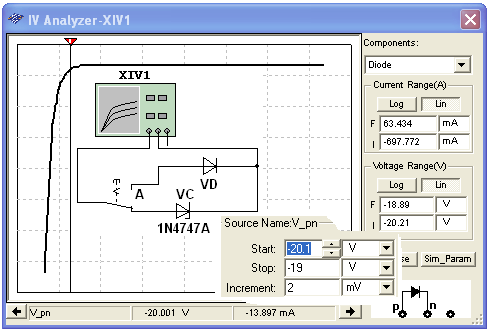 IV Analyzer-XIV1
Components:
Diode
Current Range(A)
Log Lin
F 63.434 mA
I -697.772 mA
Voltage Range(V)
Log Lin
F -18.89 V
I -20.21 V
XIV1
A
VD
VC
1N4747A
Source Name:V_pn
Start: -20.1 V
Stop: -19 V
Increment: 2 mV
se Sim_Param
p n
V_pn -20.001 V -13.897 mA